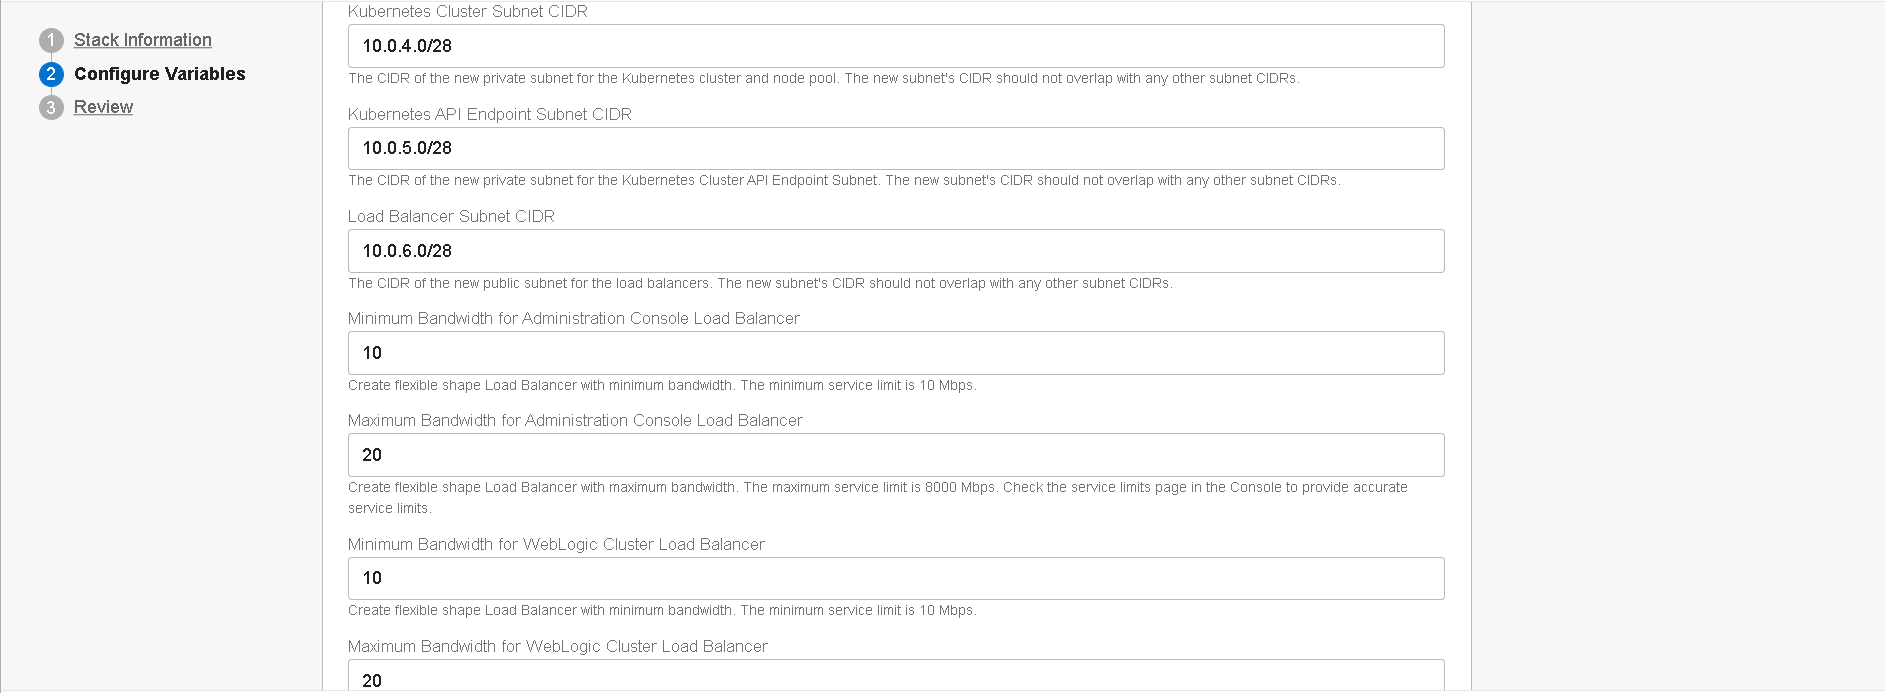 1 Stack Information
2 Configure Variables
3 Review
Kubernetes Cluster Subnet CIDR
10.0.4.0/28
The CIDR of the new private subnet for the Kubernetes cluster and node pool. The new subnet's CIDR should not overlap with any other subnet CIDRs.
Kubernetes API Endpoint Subnet CIDR
10.0.5.0/28
The CIDR of the new private subnet for the Kubernetes Cluster API Endpoint Subnet. The new subnet's CIDR should not overlap with any other subnet CIDRs.
Load Balancer Subnet CIDR
10.0.6.0/28
The CIDR of the new public subnet for the load balancers. The new subnet's CIDR should not overlap with any other subnet CIDRs.
Minimum Bandwidth for Administration Console Load Balancer
10
Create flexible shape Load Balancer with minimum bandwidth. The minimum service limit is 10 Mbps.
Maximum Bandwidth for Administration Console Load Balancer
20
Create flexible shape Load Balancer with maximum bandwidth. The maximum service limit is 8000 Mbps. Check the service limits page in the Console to provide accurate
service limits.
Minimum Bandwidth for WebLogic Cluster Load Balancer
10
Create flexible shape Load Balancer with minimum bandwidth. The minimum service limit is 10 Mbps.
Maximum Bandwidth for WebLogic Cluster Load Balancer
20